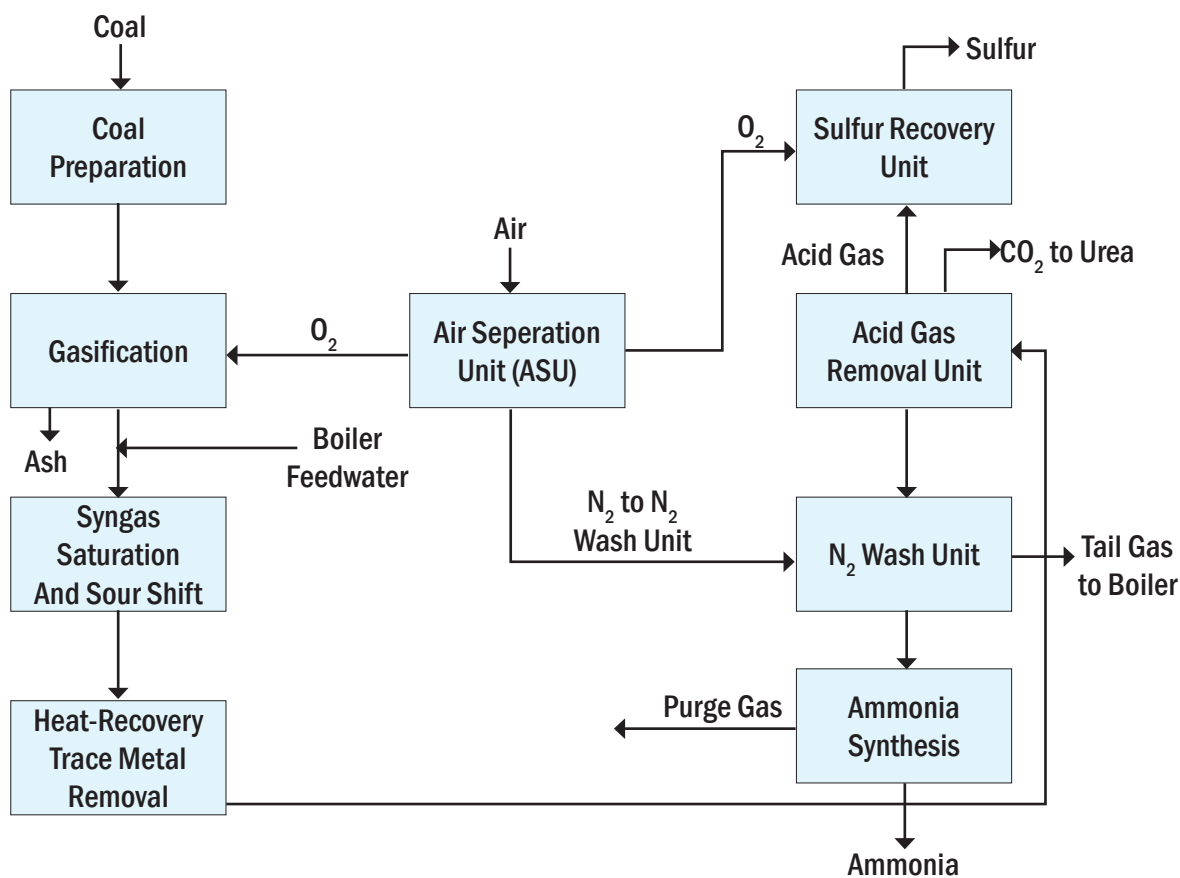 Coal
Coal
Preparation
Gasification
Ash
Boiler
Feedwater
Syngas
Saturation
And Sour Shift
Heat-Recovery
Trace Metal
Removal
Air
O₂
Air Seperation
Unit (ASU)
O₂
N₂ to N₂
Wash Unit
Sulfur
Sulfur Recovery
Unit
Acid Gas
CO₂ to Urea
Acid Gas
Removal Unit
N₂ Wash Unit
Tail Gas
to Boiler
Purge Gas
Ammonia
Synthesis
Ammonia